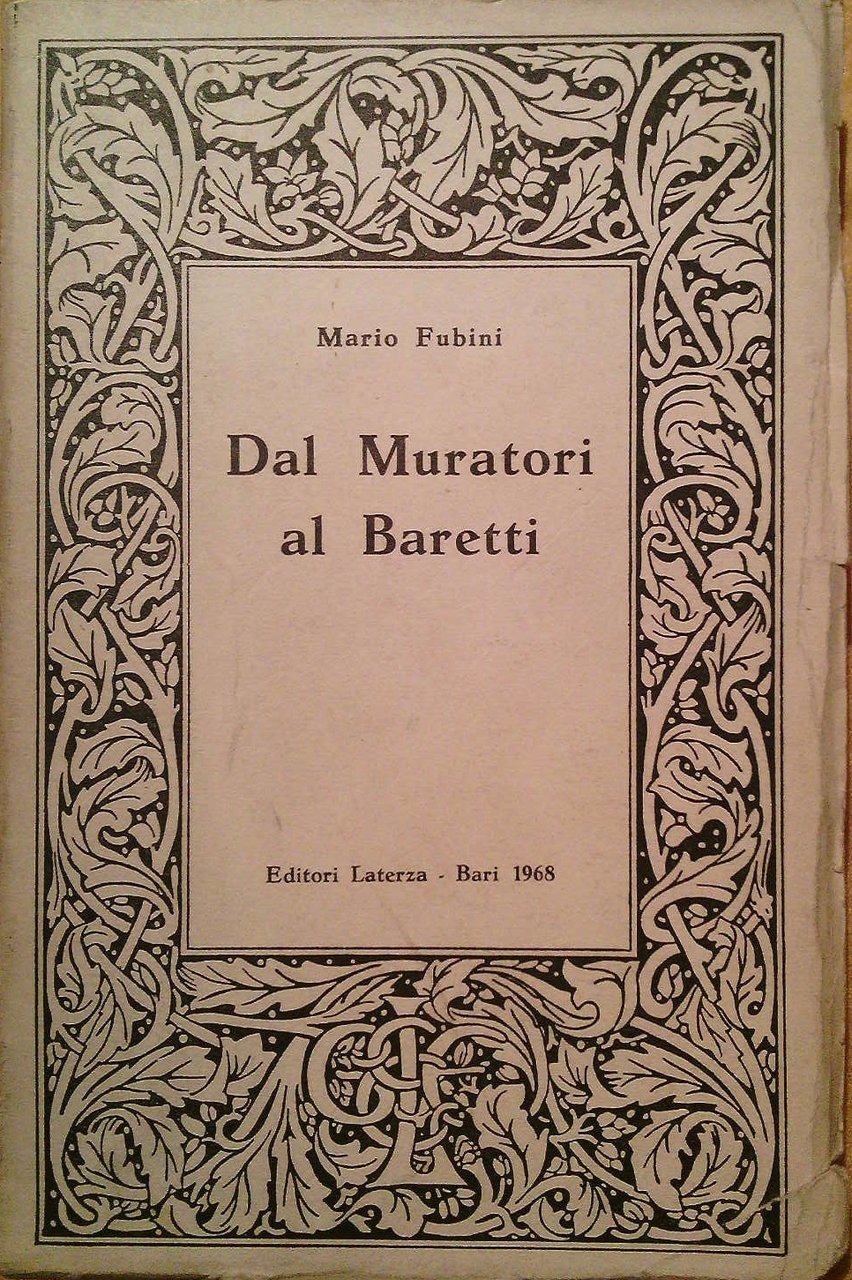 Mario Fubini
Dal Muratori
al Baretti
Editori Laterza - Bari 1968